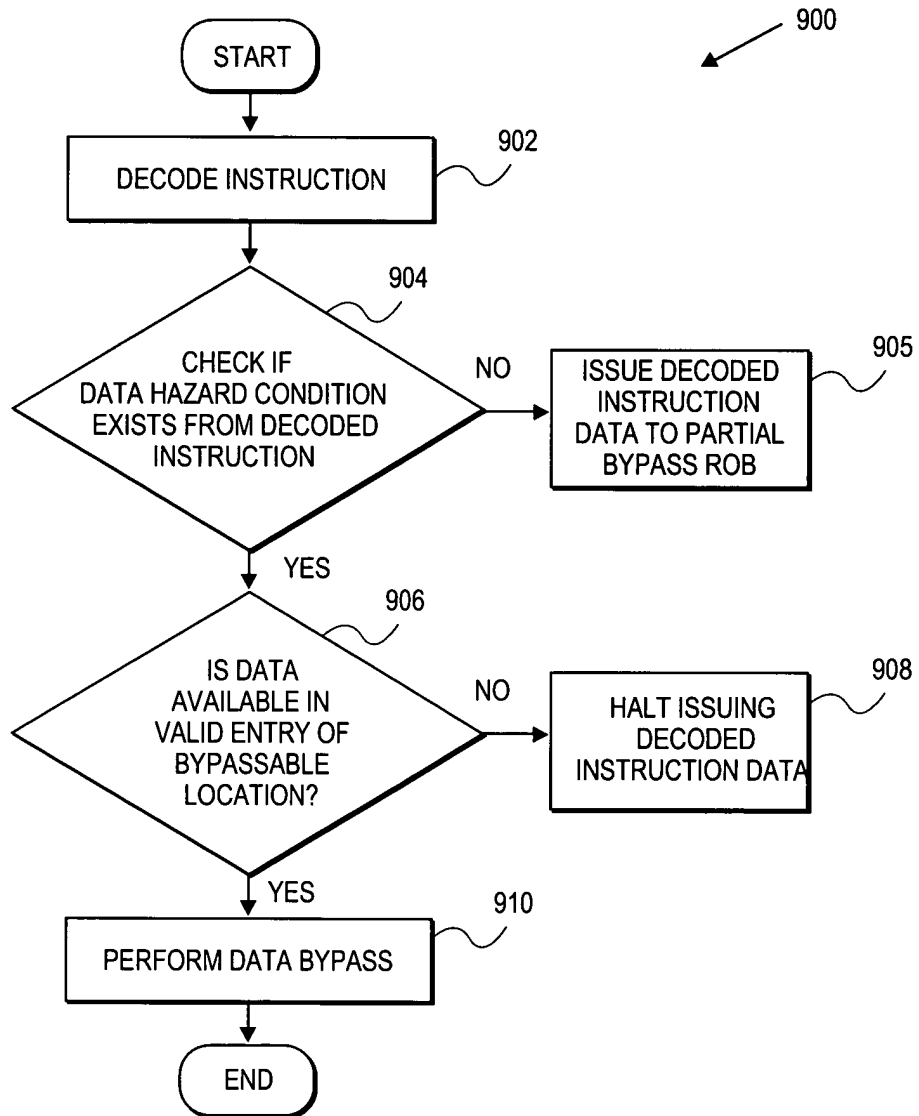 900
START
902
DECODE INSTRUCTION
904
CHECK IF
DATA HAZARD CONDITION
EXISTS FROM DECODED
INSTRUCTION
NO
905
ISSUE DECODED
INSTRUCTION
DATA TO PARTIAL
BYPASS ROB
YES
906
IS DATA
AVAILABLE IN
VALID ENTRY OF
BYPASSABLE
LOCATION?
NO
908
HALT ISSUING
DECODED
INSTRUCTION DATA
YES
910
PERFORM DATA BYPASS
END